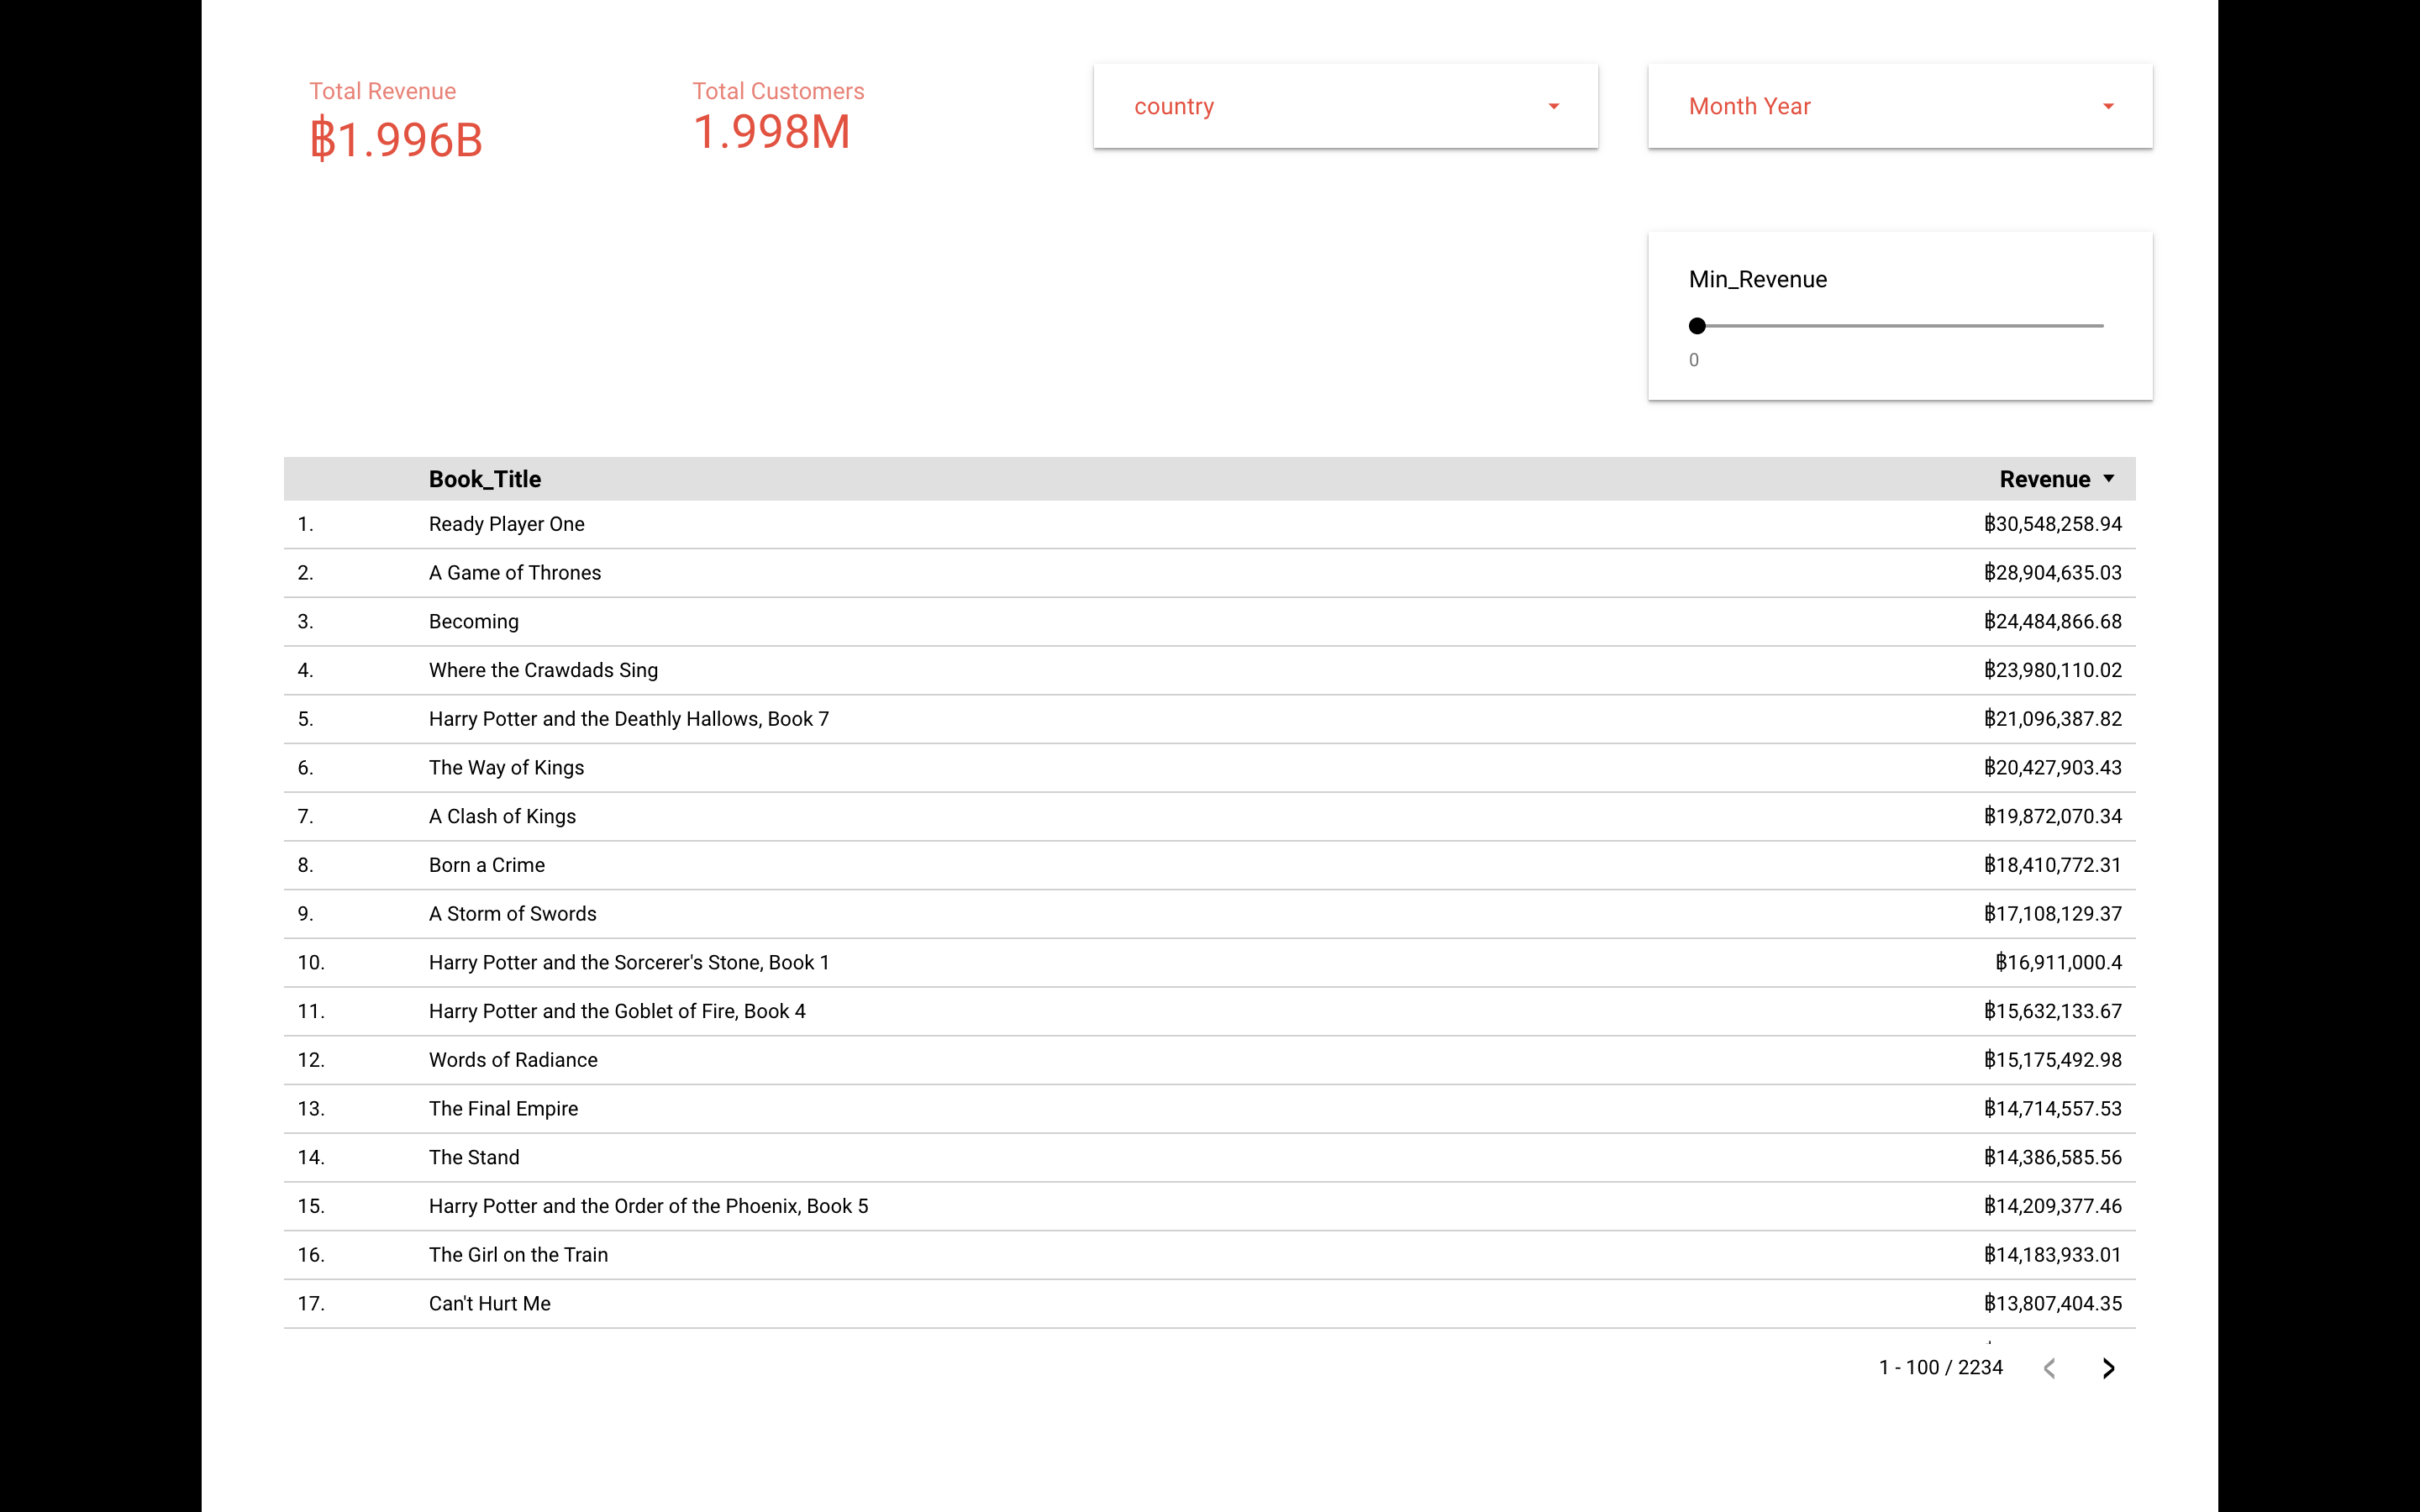 Total Revenue
฿1.996B
Total Customers
1.998M
country
Month Year
Min_Revenue
0
Book_Title Revenue
1. Ready Player One ฿30,548,258.94
2. A Game of Thrones ฿28,904,635.03
3. Becoming ฿24,484,866.68
4. Where the Crawdads Sing ฿23,980,110.02
5. Harry Potter and the Deathly Hallows, Book 7 ฿21,096,387.82
6. The Way of Kings ฿20,427,903.43
7. A Clash of Kings ฿19,872,070.34
8. Born a Crime ฿18,410,772.31
9. A Storm of Swords ฿17,108,129.37
10. Harry Potter and the Sorcerer's Stone, Book 1 ฿16,911,000.4
11. Harry Potter and the Goblet of Fire, Book 4 ฿15,632,133.67
12. Words of Radiance ฿15,175,492.98
13. The Final Empire ฿14,714,557.53
14. The Stand ฿14,386,585.56
15. Harry Potter and the Order of the Phoenix, Book 5 ฿14,209,377.46
16. The Girl on the Train ฿14,183,933.01
17. Can't Hurt Me ฿13,807,404.35
1 - 100 / 2234